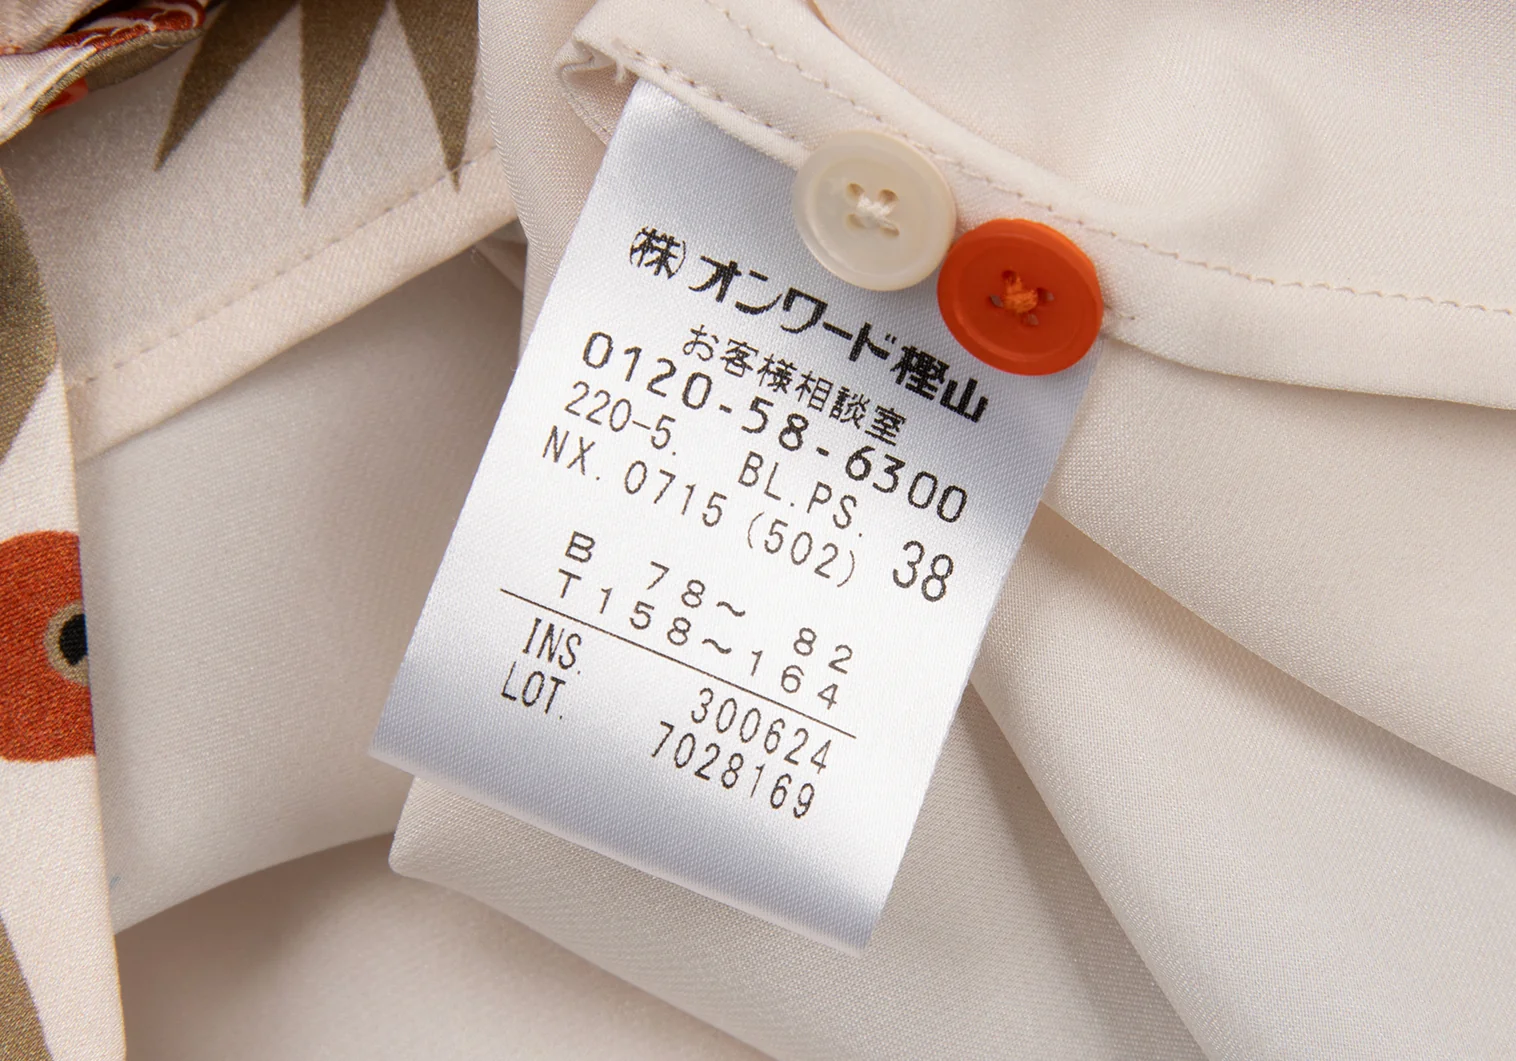 ㈱オンワード樫山
お客様相談室
0120-58-6300
220-5. BL.PS.
NX. 0715 (502) 38
B 78～ 82
T158～164
INS. 300624
LOT. 7028169